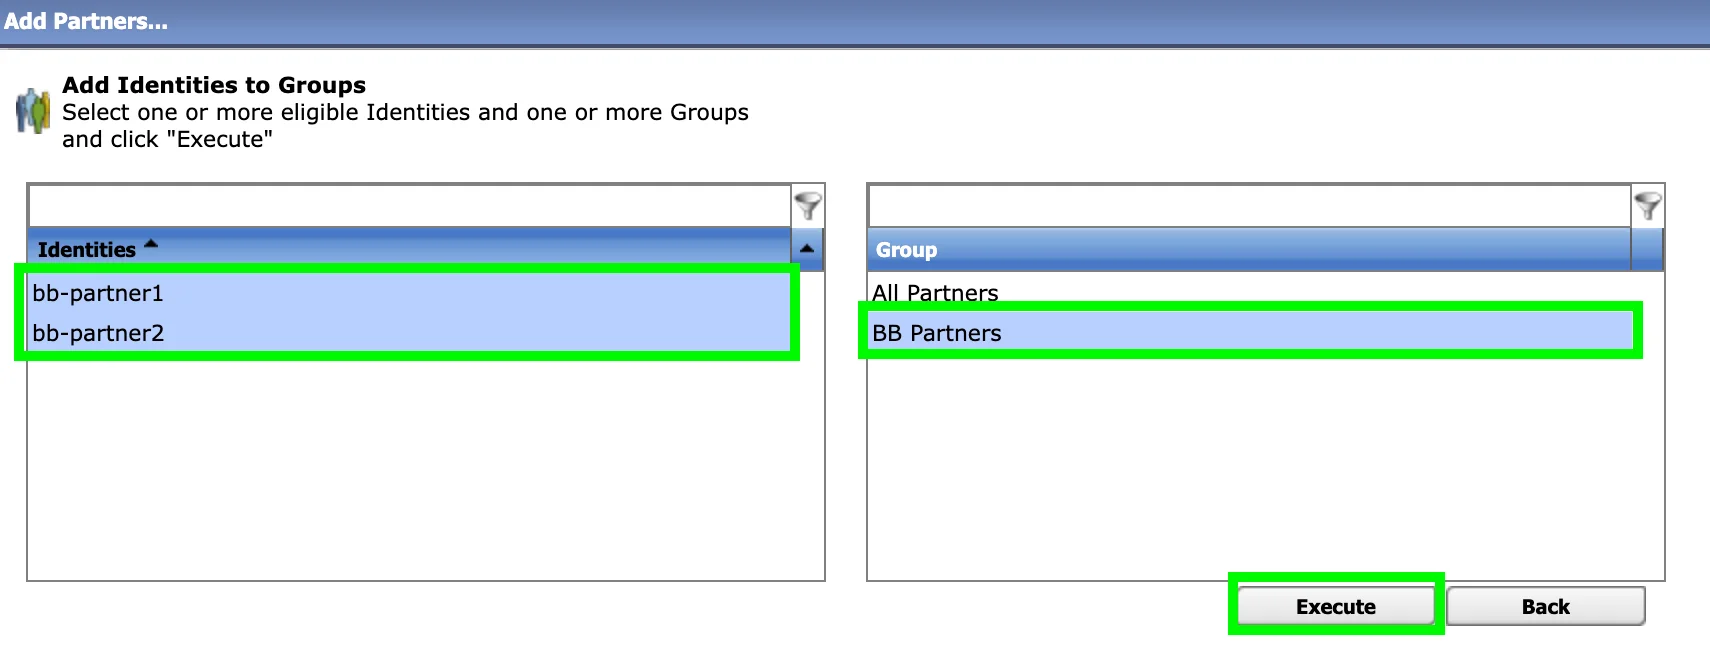 Add Partners...
Add Identities to Groups
Select one or more eligible Identities and one or more Groups
and click "Execute"
Identities
bb-partner1
bb-partner2
Group
All Partners
BB Partners
Execute
Back